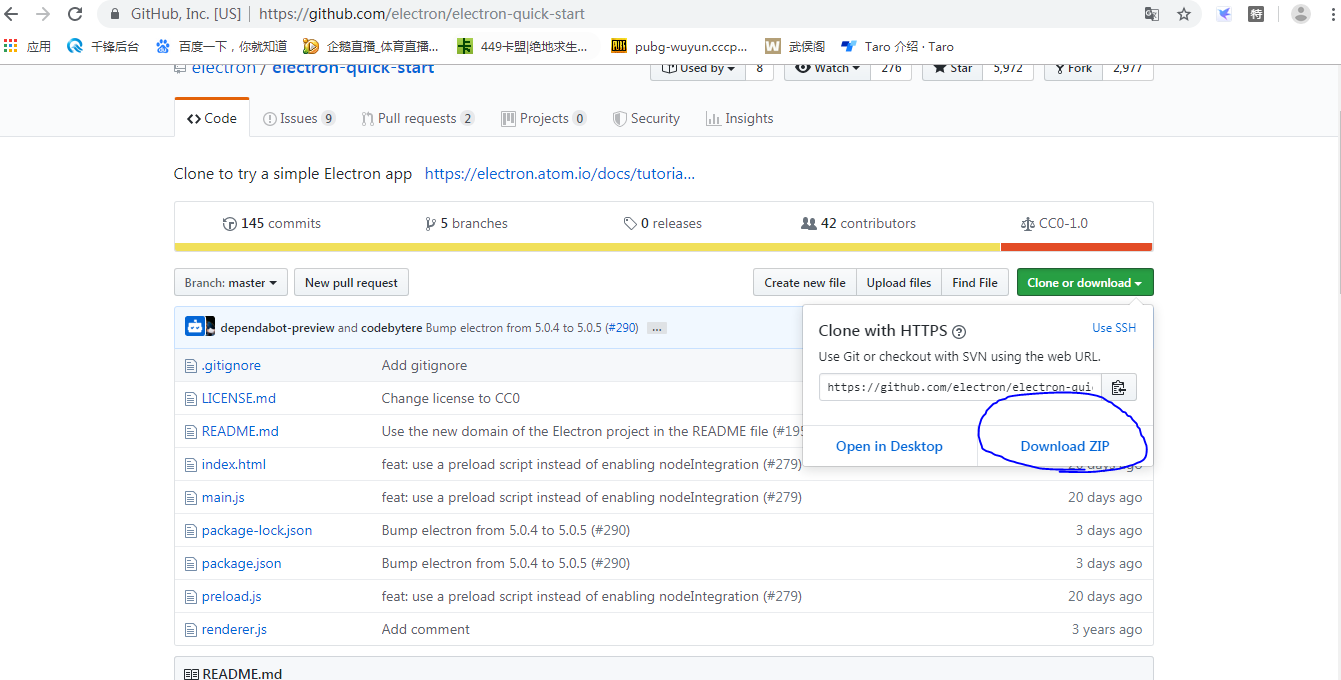 GitHub, Inc. [US] | https://github.com/electron/electron-quick-start
应用 千锋后台 百度一下，你就知道 企鹅直播_体育直播... 449卡盟|绝地求生... pubg-wuyun.cccp... 武侯阁 Taro 介绍 · Taro
electron / electron-quick-start Used by 8 Watch 276 Star 5,972 Fork 2,977
Code Issues 9 Pull requests 2 Projects 0 Security Insights
Clone to try a simple Electron app https://electron.atom.io/docs/tutoria...
145 commits 5 branches 0 releases 42 contributors CC0-1.0
Branch: master New pull request Create new file Upload files Find File Clone or download
dependabot-preview and codebytere Bump electron from 5.0.4 to 5.0.5 (#290) ...
Clone with HTTPS Use SSH
Use Git or checkout with SVN using the web URL.
https://github.com/electron/electron-qui
Open in Desktop Download ZIP
.gitignore Add gitignore
LICENSE.md Change license to CC0
README.md Use the new domain of the Electron project in the README file (#195
index.html feat: use a preload script instead of enabling nodeIntegration (#279) 20 days ago
main.js feat: use a preload script instead of enabling nodeIntegration (#279) 20 days ago
package-lock.json Bump electron from 5.0.4 to 5.0.5 (#290) 3 days ago
package.json Bump electron from 5.0.4 to 5.0.5 (#290) 3 days ago
preload.js feat: use a preload script instead of enabling nodeIntegration (#279) 20 days ago
renderer.js Add comment 3 years ago
README.md